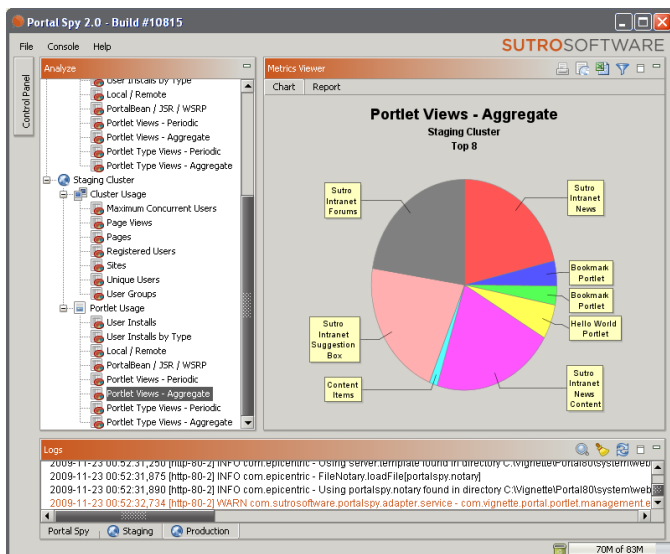 Portal Spy 2.0 - Build #10815
File Console Help
SUTROSOFTWARE
Control Panel
Analyze
User Installs by Type
Local / Remote
PortalBean / JSR / WSRP
Portlet Views - Periodic
Portlet Views - Aggregate
Portlet Type Views - Periodic
Portlet Type Views - Aggregate
Staging Cluster
Cluster Usage
Maximum Concurrent Users
Page Views
Pages
Registered Users
Sites
Unique Users
User Groups
Portlet Usage
User Installs
User Installs by Type
Local / Remote
PortalBean / JSR / WSRP
Portlet Views - Periodic
Portlet Views - Aggregate
Portlet Type Views - Periodic
Portlet Type Views - Aggregate
Metrics Viewer
Chart Report
Portlet Views - Aggregate
Staging Cluster
Top 8
Sutro
Intranet
Forums
Sutro
Intranet
News
Bookmark
Portlet
Bookmark
Portlet
Hello World
Portlet
Sutro
Intranet
Suggestion
Box
Content
Items
Sutro
Intranet
News
Content
Logs
2009-11-23 00:52:31,250 [http-80-2] INFO com.epicentric - Using server.template found in directory C:\Vignette\Portal80\system\web
2009-11-23 00:52:31,875 [http-80-2] INFO com.epicentric - FileNotary.loadFile[portalspy.notary]
2009-11-23 00:52:31,890 [http-80-2] INFO com.epicentric - Using portalspy.notary found in directory C:\Vignette\Portal80\system\web
2009-11-23 00:52:32,734 [http-80-2] WARN com.sutrosoftware.portalspy.adapter.service - com.vignette.portal.portlet.management.e
Portal Spy Staging Production
70M of 83M